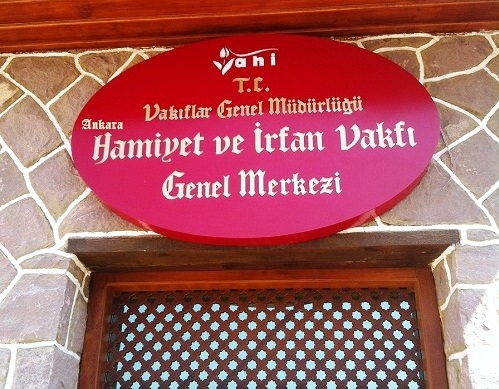 Vahi
T.C.
Vakıflar Genel Müdürlüğü
Ankara
Hamiyet ve İrfan Vakfı
Genel Merkezi